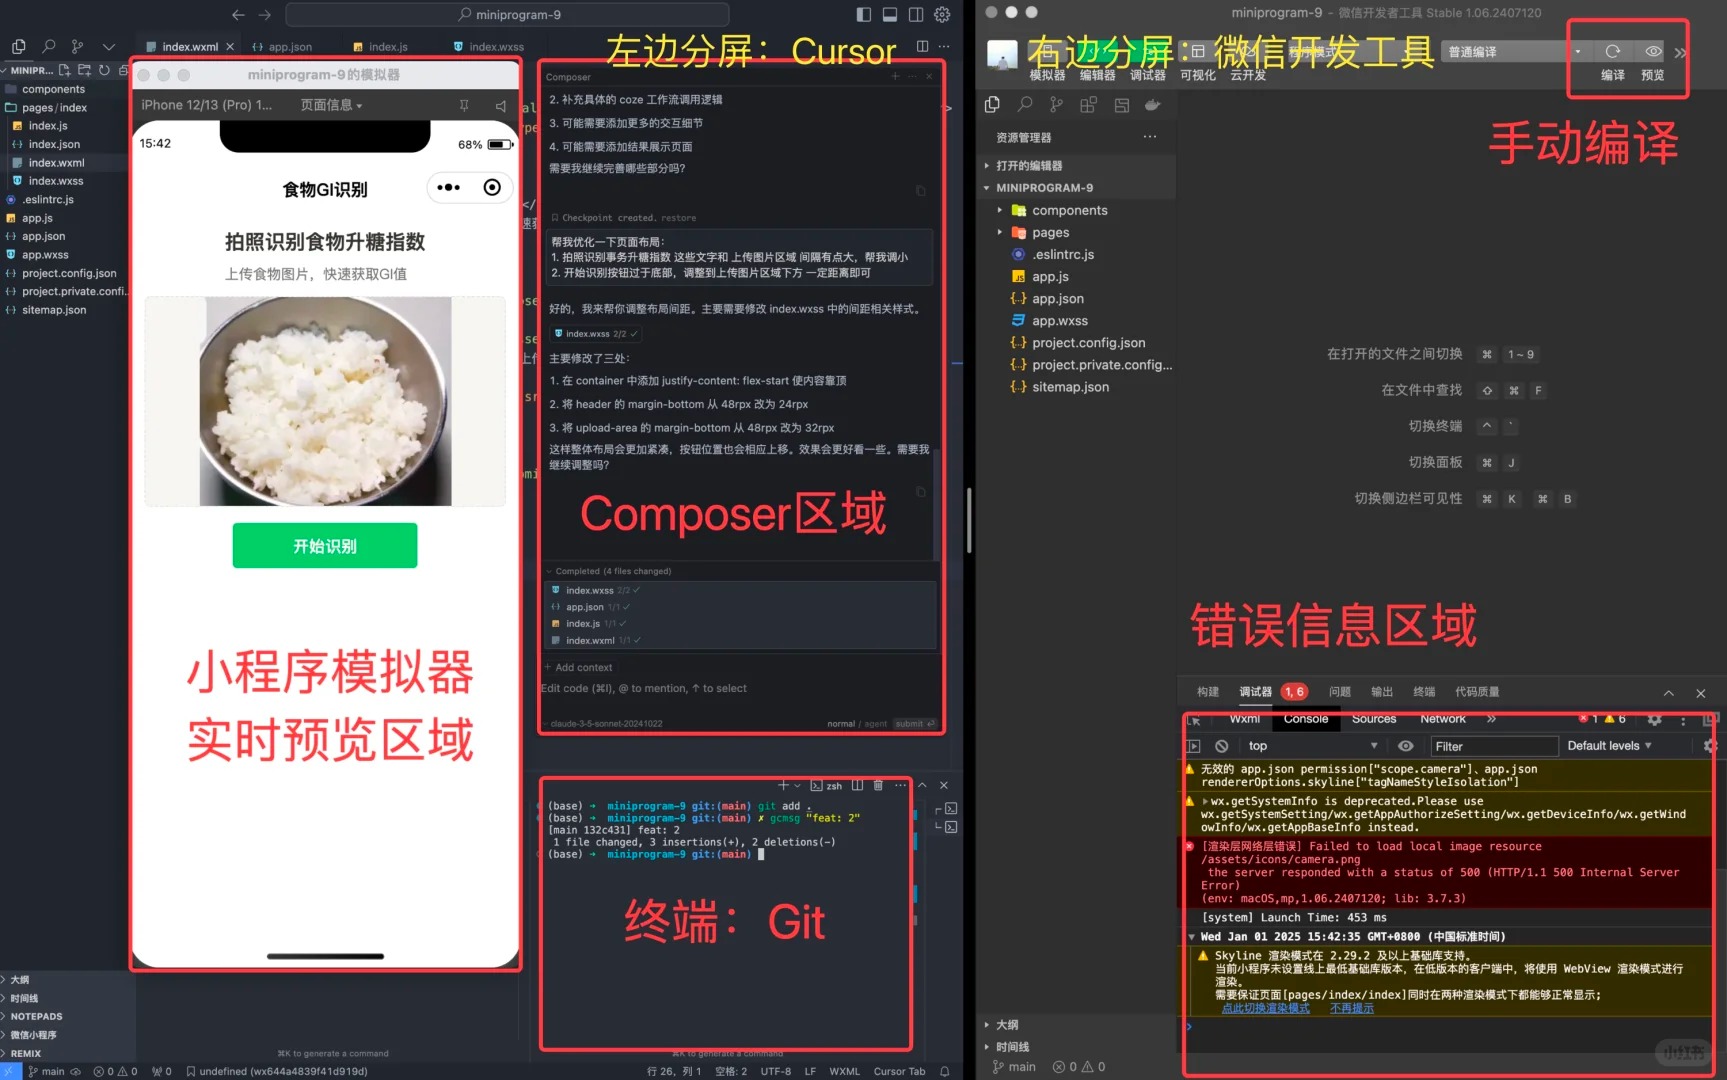 miniprogram-9
index.wxml
app.json
index.js
index.wxss
左边分屏：Cursor
MINIPR...
components
pages/index
index.js
index.json
index.wxml
index.wxss
.eslintrc.js
app.js
app.json
app.wxss
project.config.json
project.private.confi...
sitemap.json
大纲
时间线
NOTEPADS
微信小程序
REMIX
miniprogram-9的模拟器
iPhone 12/13 (Pro) 1...
页面信息
15:42
68%
食物GI识别
拍照识别食物升糖指数
上传食物图片，快速获取GI值
开始识别
小程序模拟器
实时预览区域
Composer
2. 补充具体的 coze 工作流调用逻辑
3. 可能需要添加更多的交互细节
4. 可能需要添加结果展示页面
需要我继续完善哪些部分吗？
Checkpoint created. restore
帮我优化一下页面布局：
1. 拍照识别事务升糖指数 这些文字和 上传图片区域 间隔有点大，帮我调小
2. 开始识别按钮过于底部，调整到上传图片区域下方 一定距离即可
好的，我来帮你调整布局间距。主要需要修改 index.wxss 中的间距相关样式。
index.wxss 2/2
主要修改了三处：
1. 在 container 中添加 justify-content: flex-start 使内容靠顶
2. 将 header 的 margin-bottom 从 48rpx 改为 24rpx
3. 将 upload-area 的 margin-bottom 从 48rpx 改为 32rpx
这样整体布局会更加紧凑，按钮位置也会相应上移。效果会更好看一些。需要我
继续调整吗？
Composer区域
Completed (4 files changed)
index.wxss 2/2
app.json 1/1
index.js 1/1
index.wxml 1/1
+ Add context
Edit code (⌘I), @ to mention, ↑ to select
claude-3-5-sonnet-20241022
normal / agent
submit
zsh
(base) → miniprogram-9 git:(main) git add .
(base) → miniprogram-9 git:(main) ✗ gcmsg "feat: 2"
[main 132c431] feat: 2
1 file changed, 3 insertions(+), 2 deletions(-)
(base) → miniprogram-9 git:(main)
终端：Git
⌘K to generate a command
⌘K to generate a command
main
0
0
0
undefined (wx644a4839f41d919d)
行 26，列 1
空格: 2
UTF-8
LF
WXML
Cursor Tab
miniprogram-9 - 微信开发者工具 Stable 1.06.2407120
右边分屏：微信开发工具
普通编译
模拟器
编辑器
调试器
可视化
云开发
编译
预览
手动编译
资源管理器
打开的编辑器
MINIPROGRAM-9
components
pages
.eslintrc.js
app.js
app.json
app.wxss
project.config.json
project.private.config...
sitemap.json
在打开的文件之间切换 ⌘ 1 ~ 9
在文件中查找 ⇧ ⌘ F
切换终端 ^ `
切换面板 ⌘ J
切换侧边栏可见性 ⌘ K ⌘ B
错误信息区域
构建
调试器
1, 6
问题
输出
终端
代码质量
Wxml
Console
Sources
Network
1
6
top
Filter
Default levels
无效的 app.json permission["scope.camera"]、app.json
rendererOptions.skyline["tagNameStyleIsolation"]
wx.getSystemInfo is deprecated.Please use
wx.getSystemSetting/wx.getAppAuthorizeSetting/wx.getDeviceInfo/wx.getWind
owInfo/wx.getAppBaseInfo instead.
[渲染层网络层错误] Failed to load local image resource
/assets/icons/camera.png
the server responded with a status of 500 (HTTP/1.1 500 Internal Server
Error)
(env: macOS,mp,1.06.2407120; lib: 3.7.3)
[system] Launch Time: 453 ms
Wed Jan 01 2025 15:42:35 GMT+0800 (中国标准时间)
Skyline 渲染模式在 2.29.2 及以上基础库支持。
当前小程序未设置线上最低基础库版本，在低版本的客户端中，将使用 WebView 渲染模式进行
渲染。
需要保证页面[pages/index/index]同时在两种渲染模式下都能够正常显示;
点此切换渲染模式
不再提示
大纲
时间线
main
0
0
小红书